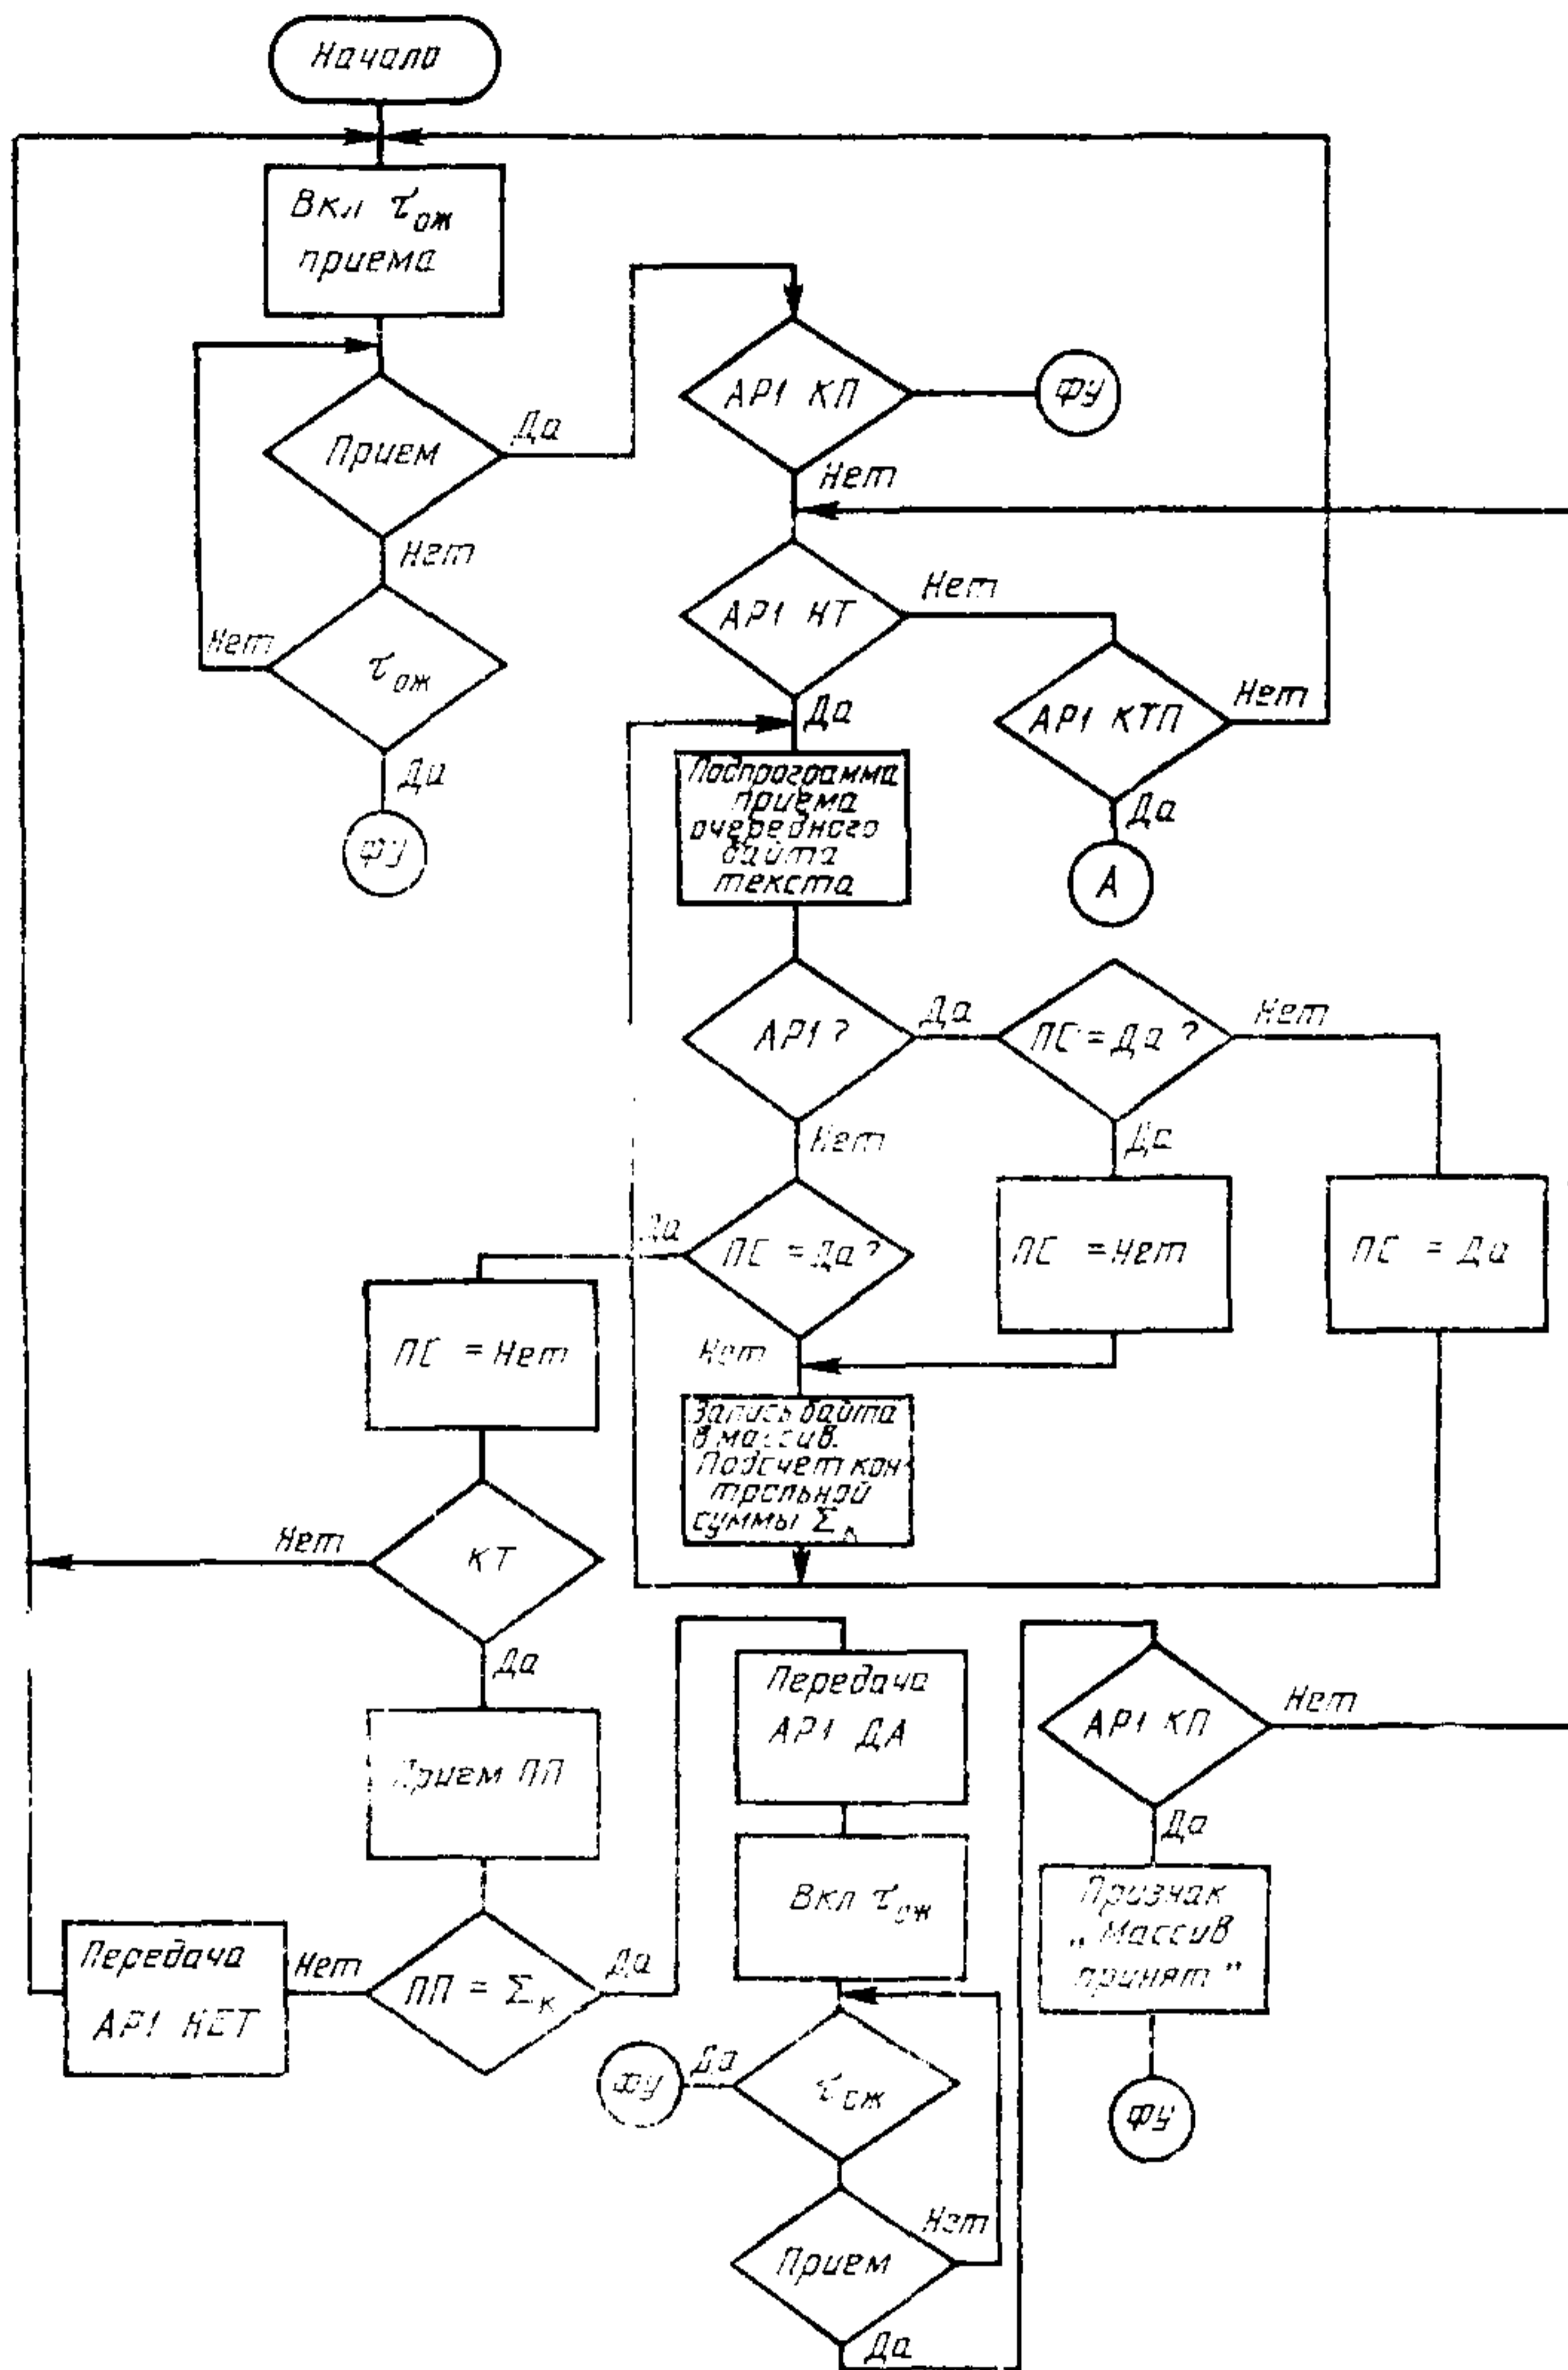 Начало
Вкл τож
приема
Прием
Да
Нет
τож
Нет
Да
ФУ
АР1 КП
ФУ
Нет
АР1 НТ
Нет
Да
АР1 КТП
Нет
Да
А
Подпрограмма
приема
очередного
байта
текста
АР1?
Да
Нет
ПС = Да?
Нет
Да
ПС = Нет
ПС = Да
ПС = Да?
Да
Нет
ПС = Нет
Запись байта
в массив.
Подсчет кон-
трольной
суммы Σк
КТ
Нет
Да
Прием ПП
ПП = Σк
Нет
Да
Передача
АР1 НЕТ
Передача
АР1 ДА
Вкл τож
τож
Да
ФУ
Прием
Нет
Да
АР1 КП
Нет
Да
Признак
„Массив
принят”
ФУ